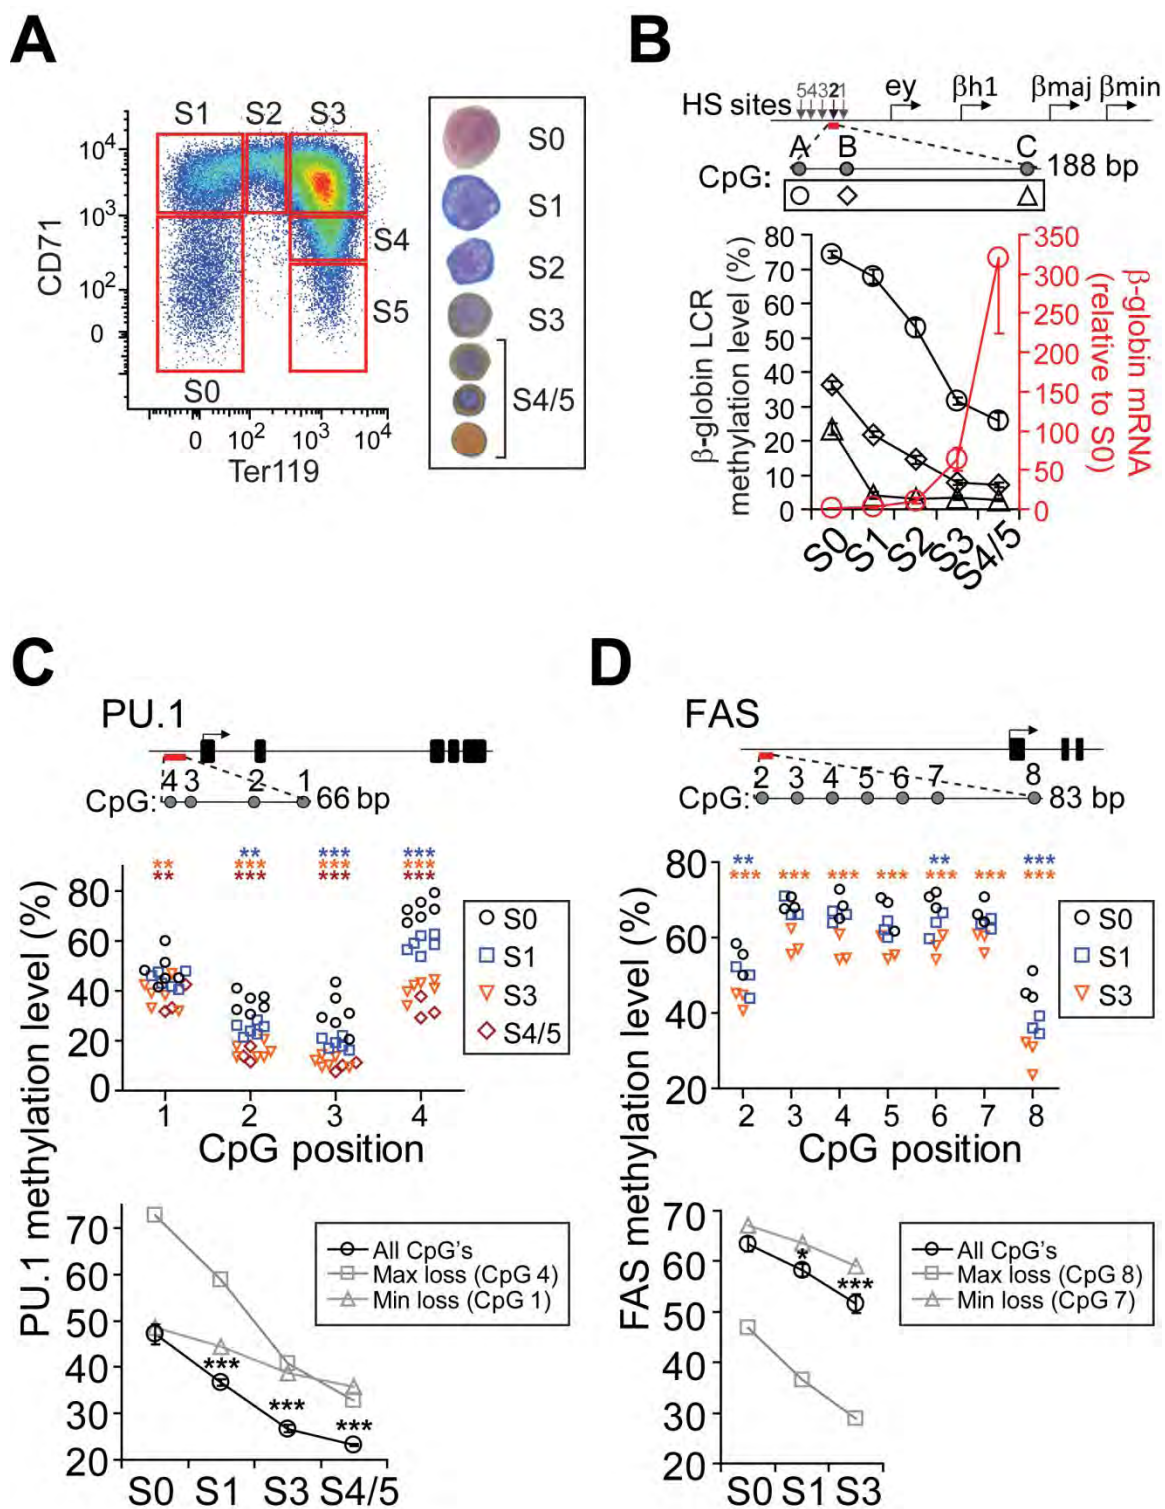 A
S1 S2 S3
10⁴
10³
10²
0
CD71
S4
S5
S0
0 10² 10³ 10⁴
Ter119
S0
S1
S2
S3
S4/5
B
HS sites
54321
ey βh1 βmaj βmin
A B C
188 bp
CpG:
β-globin LCR
methylation level (%)
80
70
60
50
40
30
20
10
0
350
300
250
200
150
100
50
0
β-globin mRNA
(relative to S0)
S0 S1 S2 S3 S4/5
C
PU.1
4 3 2 1
CpG: 66 bp
** *** ***
** *** *** ***
** *** *** ***
80
60
40
20
0
1 2 3 4
CpG position
S0
S1
S3
S4/5
PU.1 methylation level (%)
70
60
50
40
30
20
All CpG's
Max loss (CpG 4)
Min loss (CpG 1)
***
***
***
S0 S1 S3 S4/5
D
FAS
2 3 4 5 6 7 8
CpG: 83 bp
** ** ***
*** *** *** *** *** *** ***
80
60
40
20
2 3 4 5 6 7 8
CpG position
S0
S1
S3
FAS methylation level (%)
70
60
50
40
30
20
All CpG's
Max loss (CpG 8)
Min loss (CpG 7)
*
***
S0 S1 S3